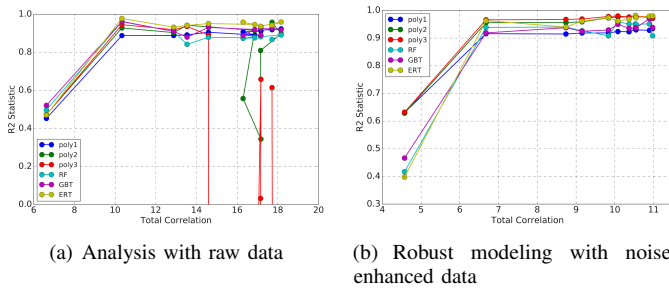 1.0
0.8
0.6
0.4
0.2
0.0
R2 Statistic
poly1
poly2
poly3
RF
GBT
ERT
6 8 10 12 14 16 18 20
Total Correlation
(a) Analysis with raw data
1.0
0.9
0.8
0.7
0.6
0.5
0.4
0.3
R2 Statistic
poly1
poly2
poly3
RF
GBT
ERT
4 5 6 7 8 9 10 11
Total Correlation
(b) Robust modeling with noise
enhanced data